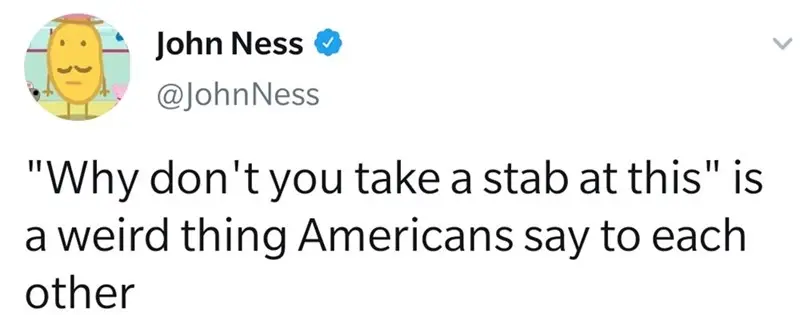 John Ness
@JohnNess
"Why don't you take a stab at this" is
a weird thing Americans say to each
other